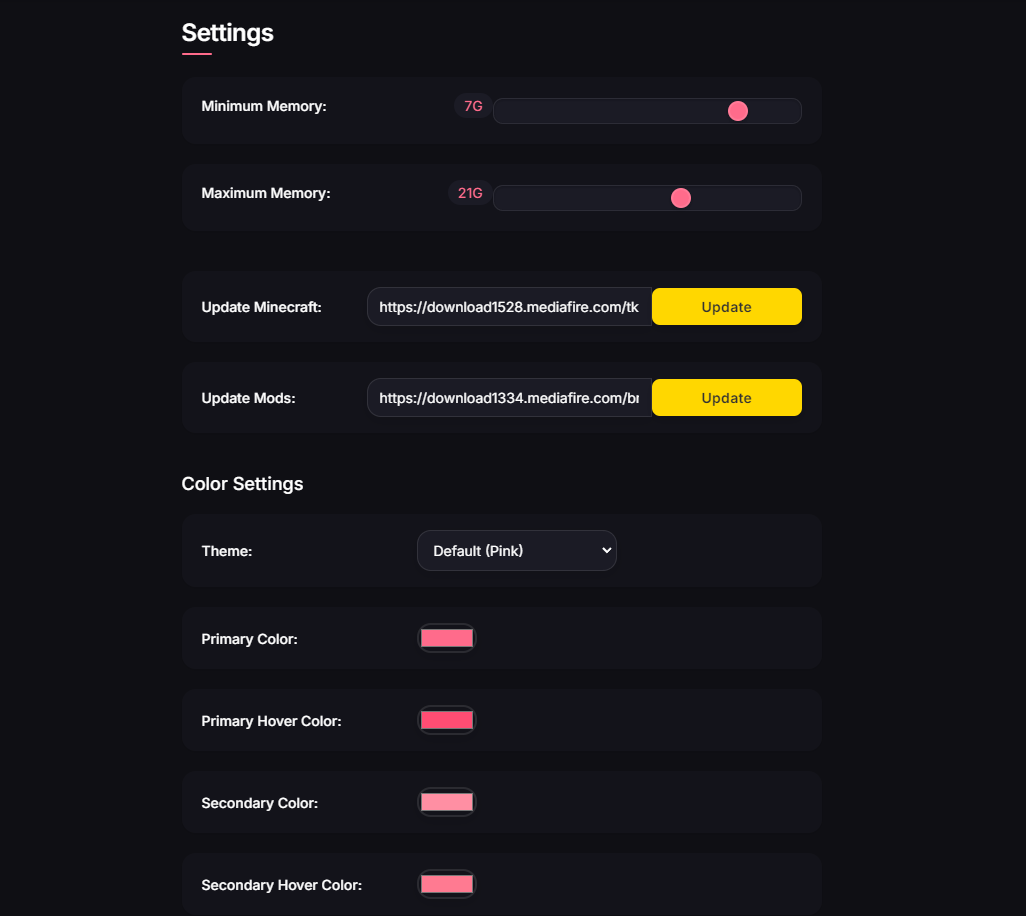 Settings
Minimum Memory: 7G
Maximum Memory: 21G
Update Minecraft: https://download1528.mediafire.com/tk Update
Update Mods: https://download1334.mediafire.com/br Update
Color Settings
Theme: Default (Pink)
Primary Color:
Primary Hover Color:
Secondary Color:
Secondary Hover Color: